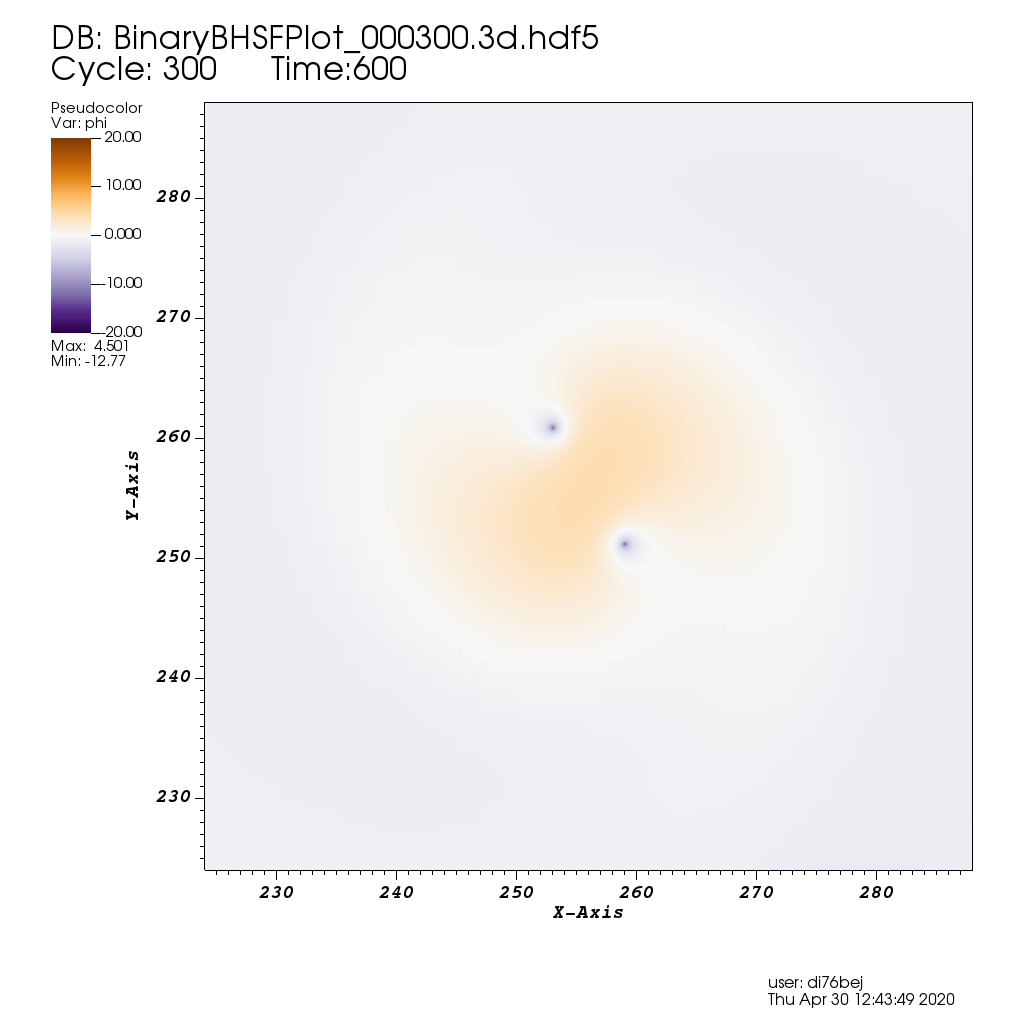 DB: BinaryBHSFPlot_000300.3d.hdf5
Cycle: 300 Time:600
Pseudocolor
Var: phi
20.00
10.00
0.000
-10.00
-20.00
Max: 4.501
Min: -12.77
280
270
260
250
240
230
Y-Axis
230 240 250 260 270 280
X-Axis
user: di76bej
Thu Apr 30 12:43:49 2020